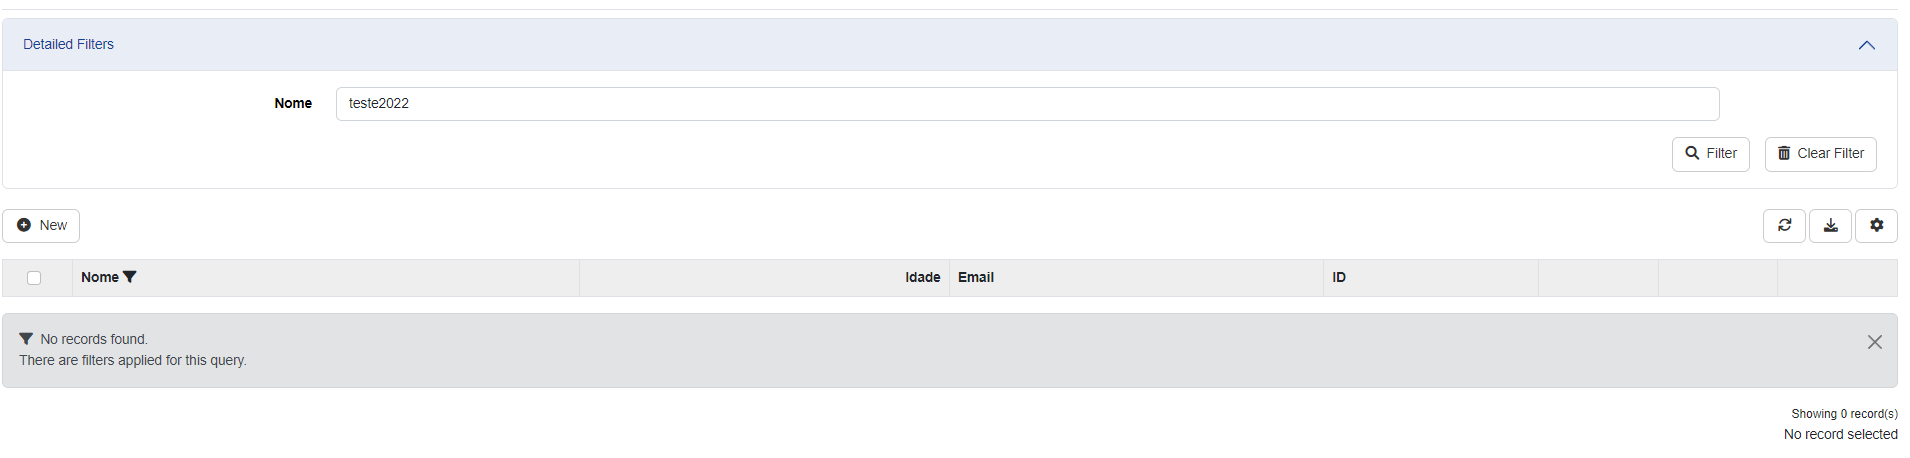 Detailed Filters
Nome teste2022
Filter Clear Filter
New
Nome Idade Email ID
No records found.
There are filters applied for this query.
Showing 0 record(s)
No record selected